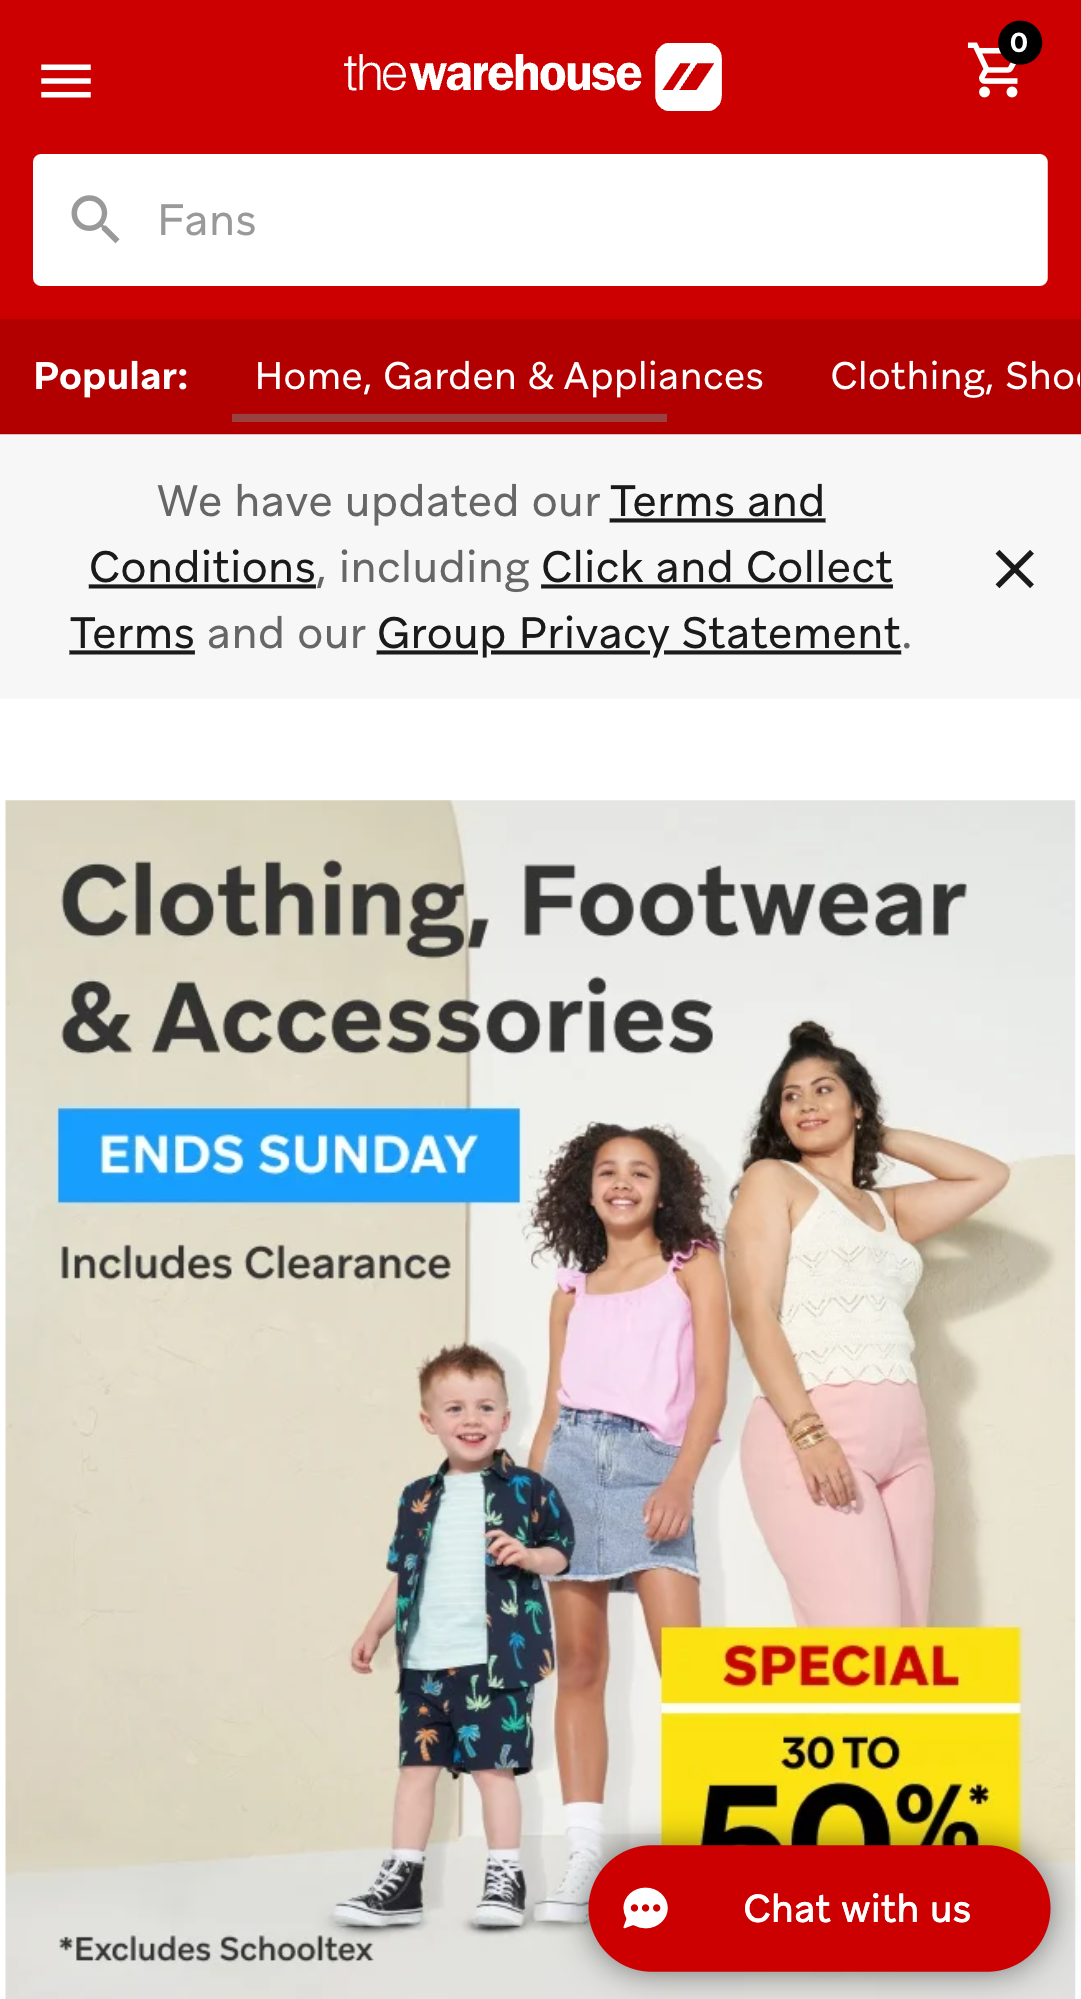 thewarehouse
0
Fans
Popular: Home, Garden & Appliances Clothing,
We have updated our Terms and
Conditions, including Click and Collect
Terms and our Group Privacy Statement.
Clothing, Footwear
& Accessories
ENDS SUNDAY
Includes Clearance
SPECIAL
30 TO
50%*
Chat with us
*Excludes Schooltex